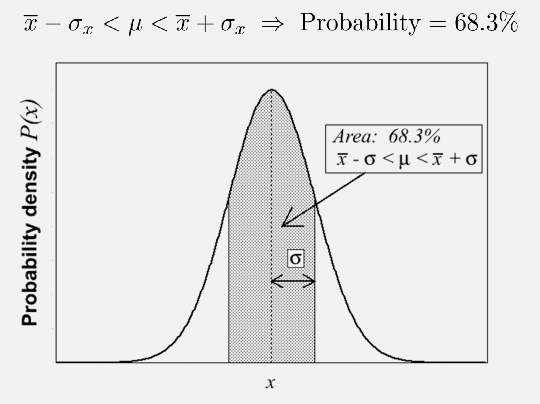 x̅ − σₓ < μ < x̅ + σₓ ⇒ Probability = 68.3%
Probability density P(x)
Area: 68.3%
x̅ - σ < μ < x̅ + σ
σ
x